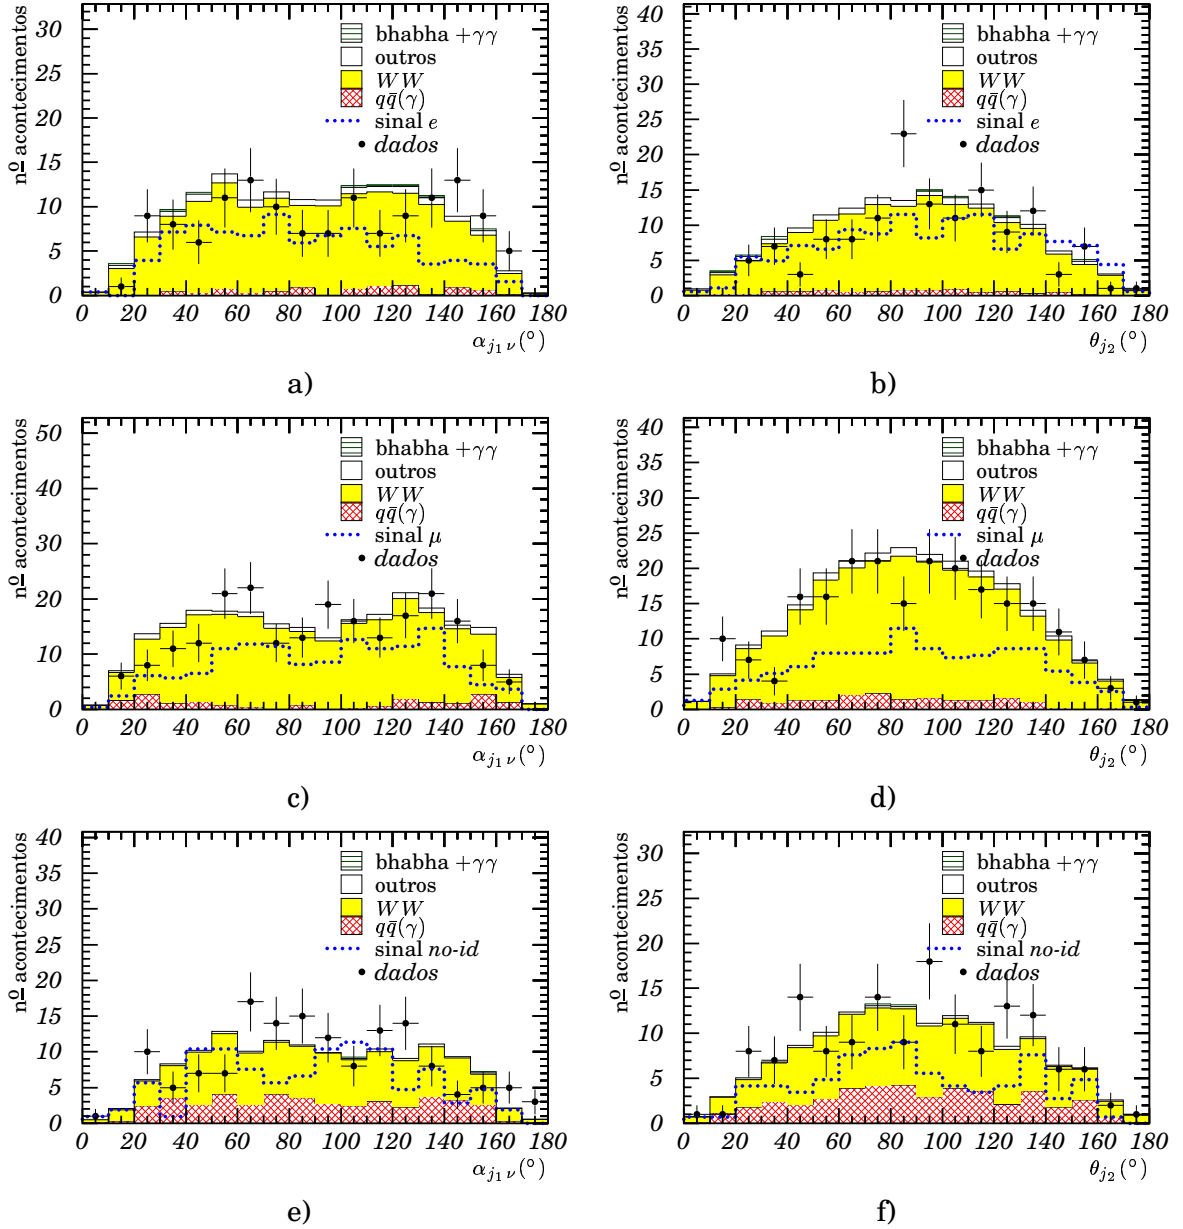 nº acontecimentos
30
25
20
15
10
5
0
bhabha +γγ
outros
WW
qq̄(γ)
sinal e
dados
0 20 40 60 80 100 120 140 160 180
α_{j₁ ν} (°)
a)
nº acontecimentos
40
35
30
25
20
15
10
5
0
bhabha +γγ
outros
WW
qq̄(γ)
sinal e
dados
0 20 40 60 80 100 120 140 160 180
θ_{j₂} (°)
b)
nº acontecimentos
50
40
30
20
10
0
bhabha +γγ
outros
WW
qq̄(γ)
sinal μ
dados
0 20 40 60 80 100 120 140 160 180
α_{j₁ ν} (°)
c)
nº acontecimentos
40
35
30
25
20
15
10
5
0
bhabha +γγ
outros
WW
qq̄(γ)
sinal μ
dados
0 20 40 60 80 100 120 140 160 180
θ_{j₂} (°)
d)
nº acontecimentos
40
35
30
25
20
15
10
5
0
bhabha +γγ
outros
WW
qq̄(γ)
sinal no-id
dados
0 20 40 60 80 100 120 140 160 180
α_{j₁ ν} (°)
e)
nº acontecimentos
30
25
20
15
10
5
0
bhabha +γγ
outros
WW
qq̄(γ)
sinal no-id
dados
0 20 40 60 80 100 120 140 160 180
θ_{j₂} (°)
f)